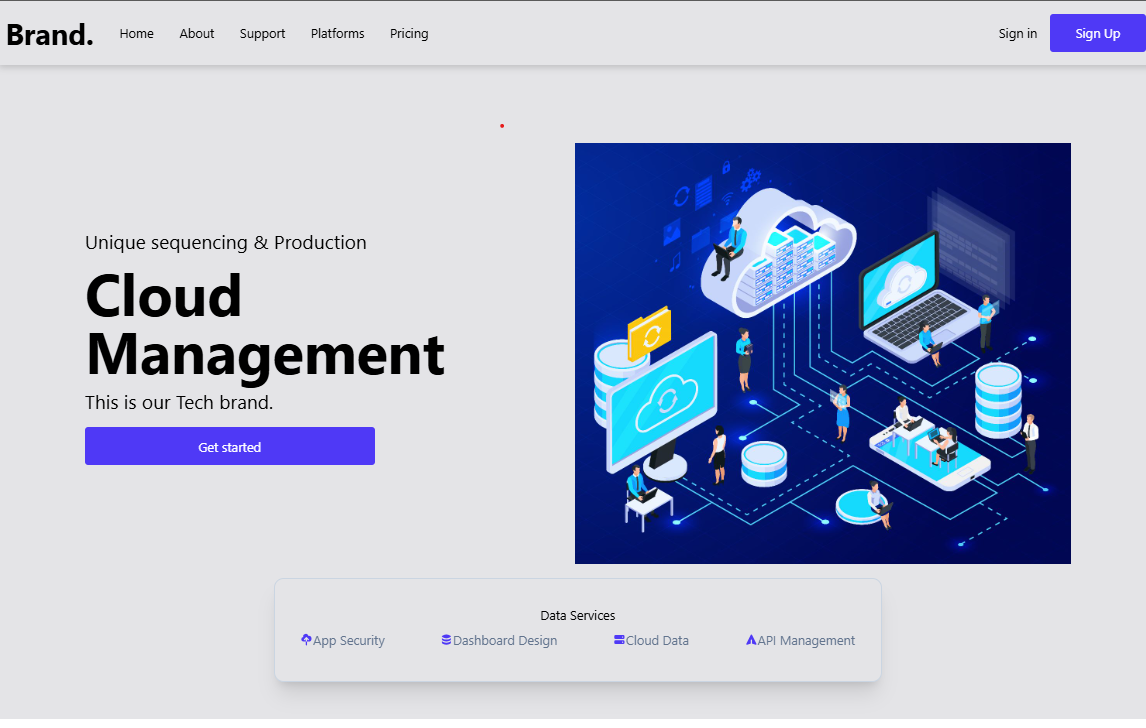 Brand. Home About Support Platforms Pricing Sign in Sign Up
Unique sequencing & Production
Cloud
Management
This is our Tech brand.
Get started
Data Services
App Security Dashboard Design Cloud Data API Management